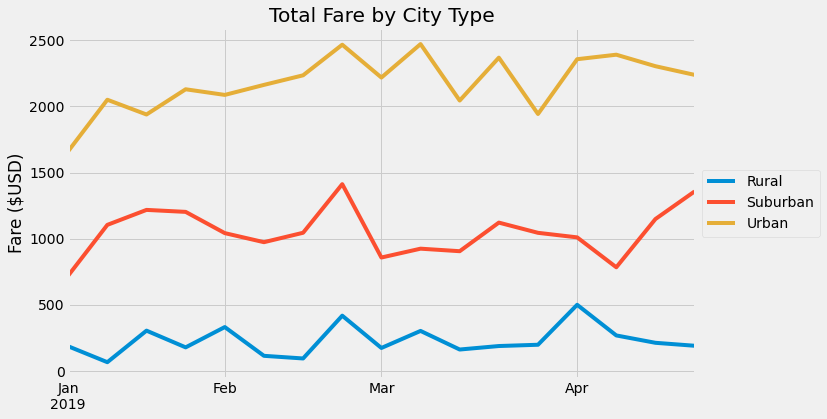 Total Fare by City Type
Fare ($USD)
2500
2000
1500
1000
500
0
Jan
2019
Feb
Mar
Apr
Rural
Suburban
Urban